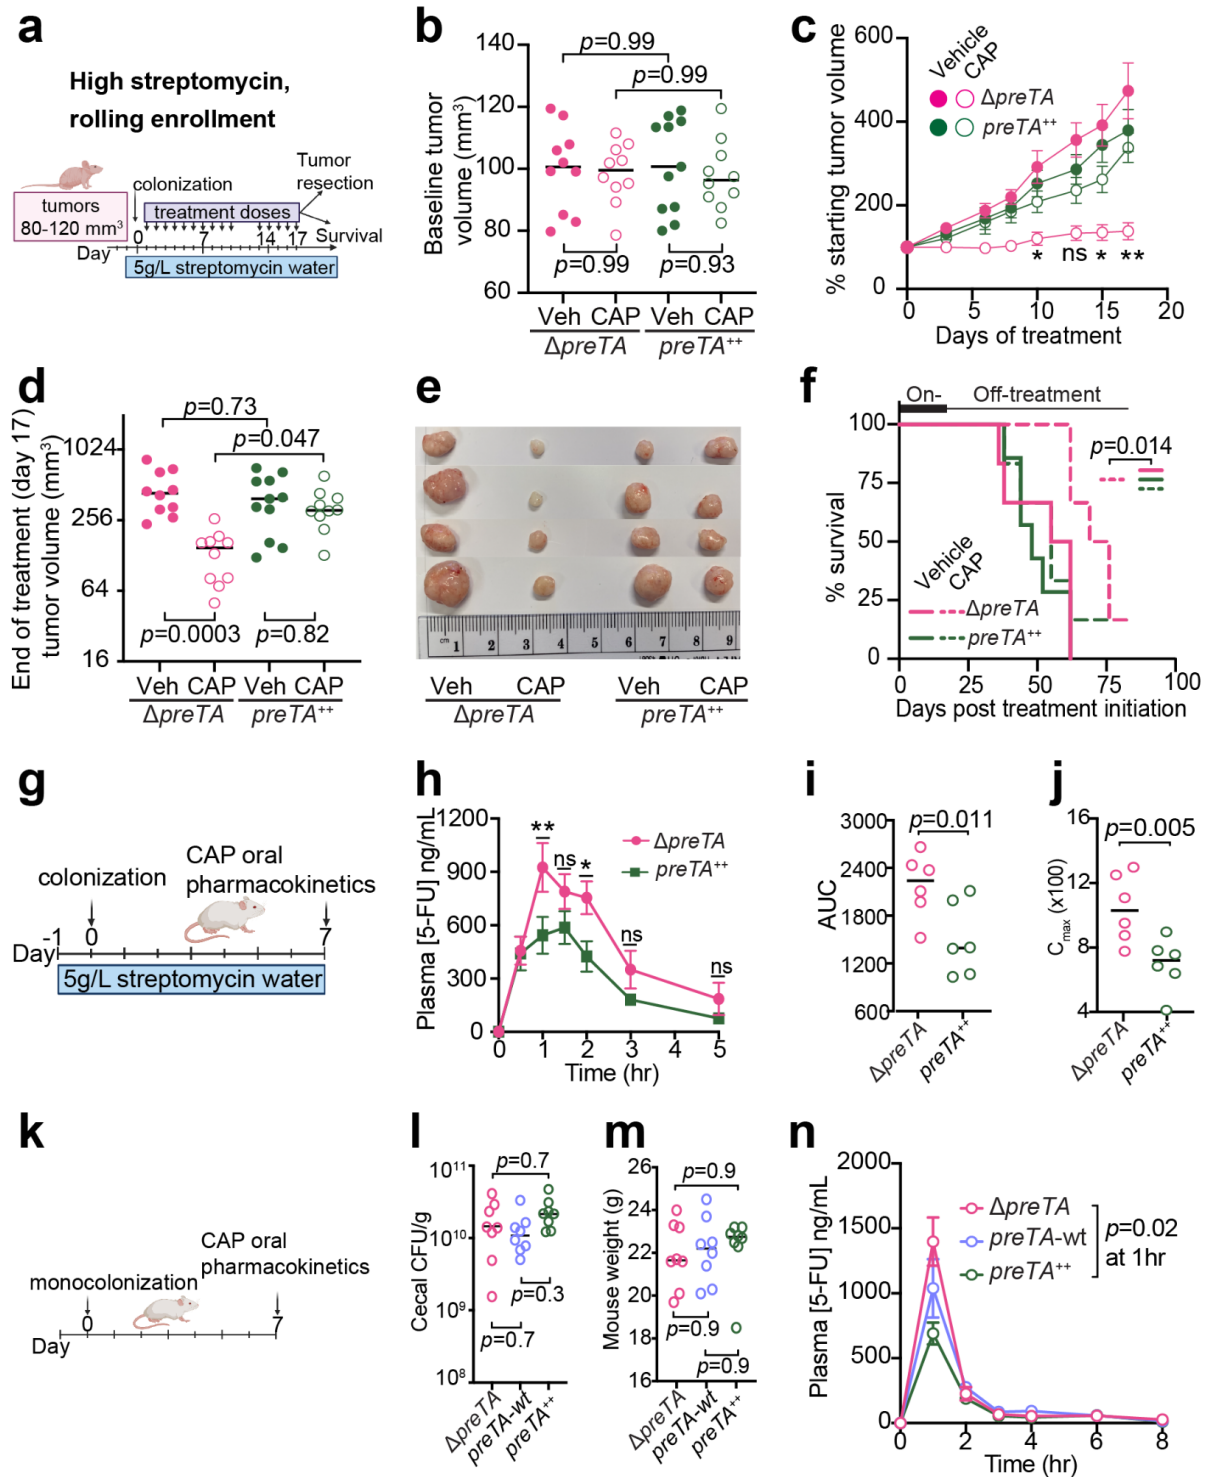 a
High streptomycin,
rolling enrollment
tumors
80-120 mm³
colonization
Tumor
resection
treatment doses
0 7 14 17
Survival
Day
5g/L streptomycin water
b
Baseline tumor
volume (mm³)
140
120
100
80
60
p=0.99
p=0.99
p=0.99
p=0.93
Veh CAP Veh CAP
ΔpreTA preTA⁺⁺
c
% starting tumor volume
600
400
200
0
Vehicle
CAP
ΔpreTA
preTA⁺⁺
* ns * **
0 5 10 15 20
Days of treatment
d
End of treatment (day 17)
tumor volume (mm³)
1024
256
64
16
p=0.73
p=0.047
p=0.0003
p=0.82
Veh CAP Veh CAP
ΔpreTA preTA⁺⁺
e
cm 1 2 3 4 5 6 7 8 9
Veh CAP Veh CAP
ΔpreTA preTA⁺⁺
f
On- Off-treatment
% survival
100
75
50
25
0
p=0.014
Vehicle
CAP
ΔpreTA
preTA⁺⁺
0 25 50 75 100
Days post treatment initiation
g
colonization
CAP oral
pharmacokinetics
-1 0 7
Day
5g/L streptomycin water
h
Plasma [5-FU] ng/mL
1200
900
600
300
0
** ns * ns ns
ΔpreTA
preTA⁺⁺
0 1 2 3 4 5
Time (hr)
i
AUC
3000
2400
1800
1200
600
p=0.011
ΔpreTA preTA⁺⁺
j
Cmax (x100)
16
12
8
4
p=0.005
ΔpreTA preTA⁺⁺
k
monocolonization
CAP oral
pharmacokinetics
0 7
Day
l
Cecal CFU/g
10¹¹
10¹⁰
10⁹
10⁸
p=0.7
p=0.3
p=0.7
ΔpreTA preTA-wt preTA⁺⁺
m
Mouse weight (g)
26
24
22
20
18
16
p=0.9
p=0.9
p=0.9
ΔpreTA preTA-wt preTA⁺⁺
n
Plasma [5-FU] ng/mL
2000
1500
1000
500
0
ΔpreTA
preTA-wt
preTA⁺⁺
p=0.02
at 1hr
0 2 4 6 8
Time (hr)